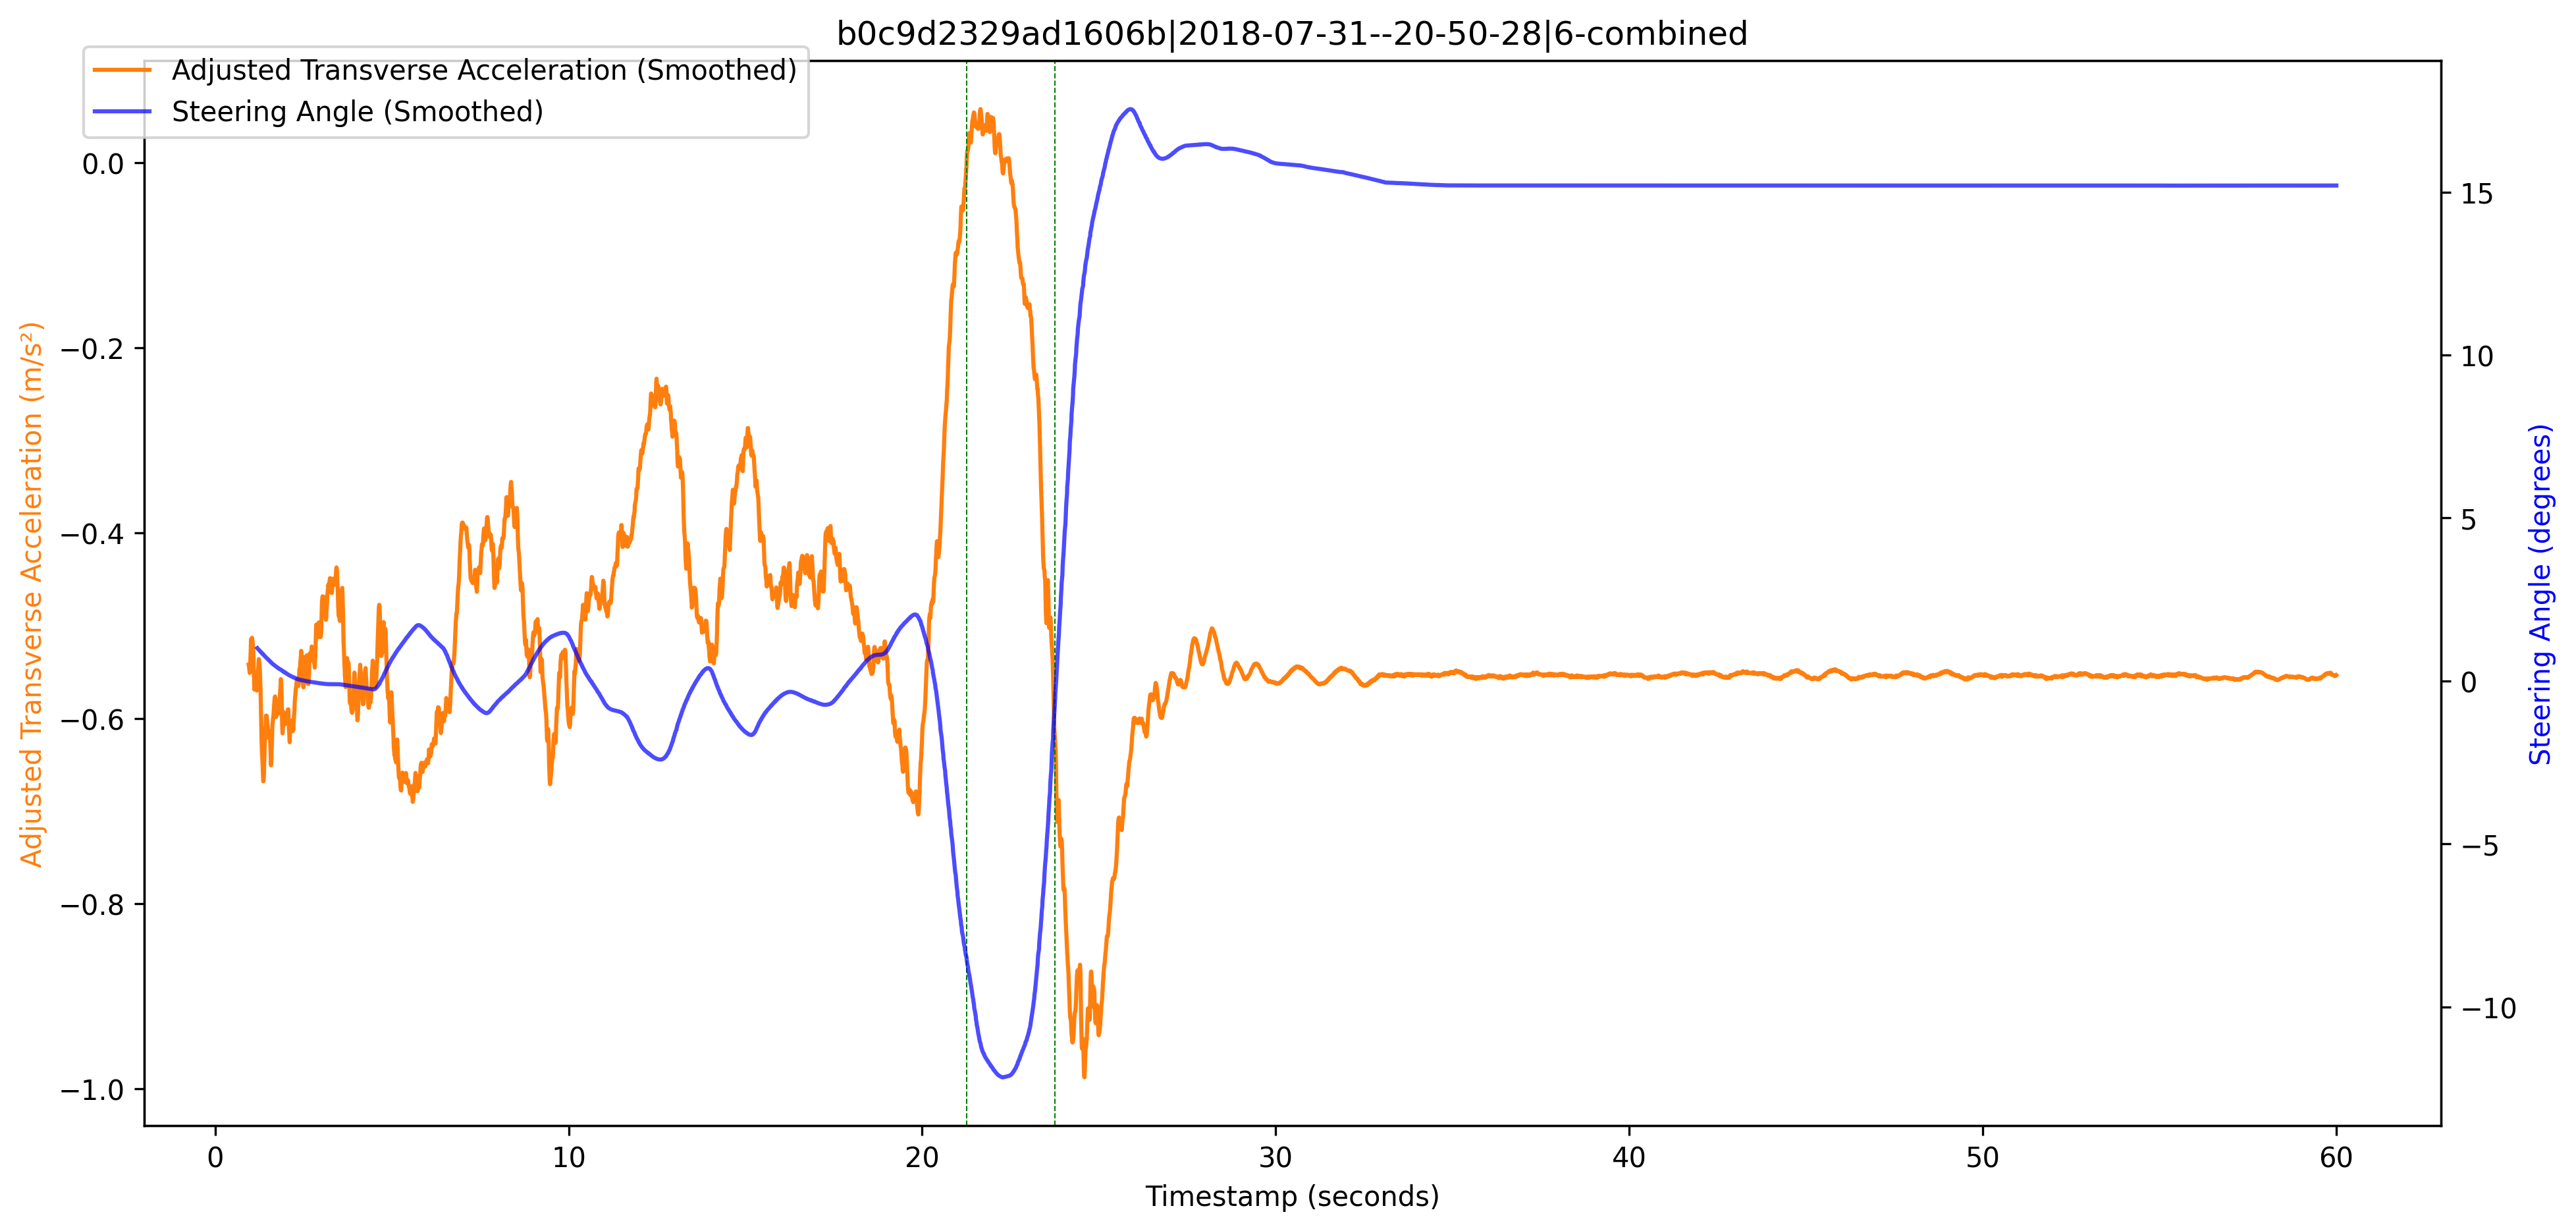 b0c9d2329ad1606b|2018-07-31--20-50-28|6-combined
Adjusted Transverse Acceleration (Smoothed)
Steering Angle (Smoothed)
Adjusted Transverse Acceleration (m/s²)
0.0
−0.2
−0.4
−0.6
−0.8
−1.0
15
10
5
0
−5
−10
Steering Angle (degrees)
0 10 20 30 40 50 60
Timestamp (seconds)